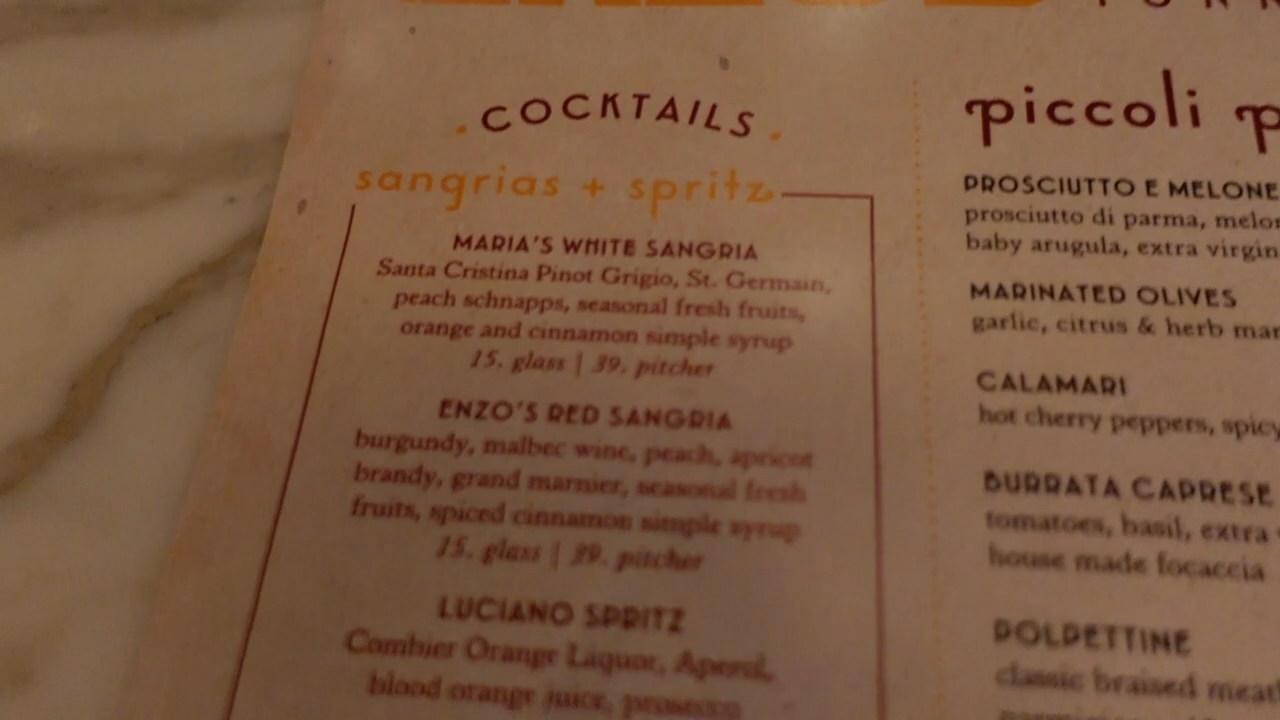 COCKTAILS
sangrias + spritz
MARIA'S WHITE SANGRIA
Santa Cristina Pinot Grigio, St. Germain,
peach schnapps, seasonal fresh fruits,
orange and cinnamon simple syrup
15. glass | 39. pitcher
ENZO'S RED SANGRIA
burgundy, malbec wine, peach, apricot
brandy, grand marnier, seasonal fresh
fruits, spiced cinnamon simple syrup
15. glass | 39. pitcher
LUCIANO SPRITZ
Combier Orange Liquor, Aperol,
blood orange juice, prosecco
piccoli
PROSCIUTTO E MELONE
prosciutto di parma,
baby arugula, extra virgin
MARINATED OLIVES
garlic, citrus & herb
CALAMARI
hot cherry peppers, spicy
BURRATA CAPRESE
tomatoes, basil, extra
house made focaccia
POLPETTINE
classic braised